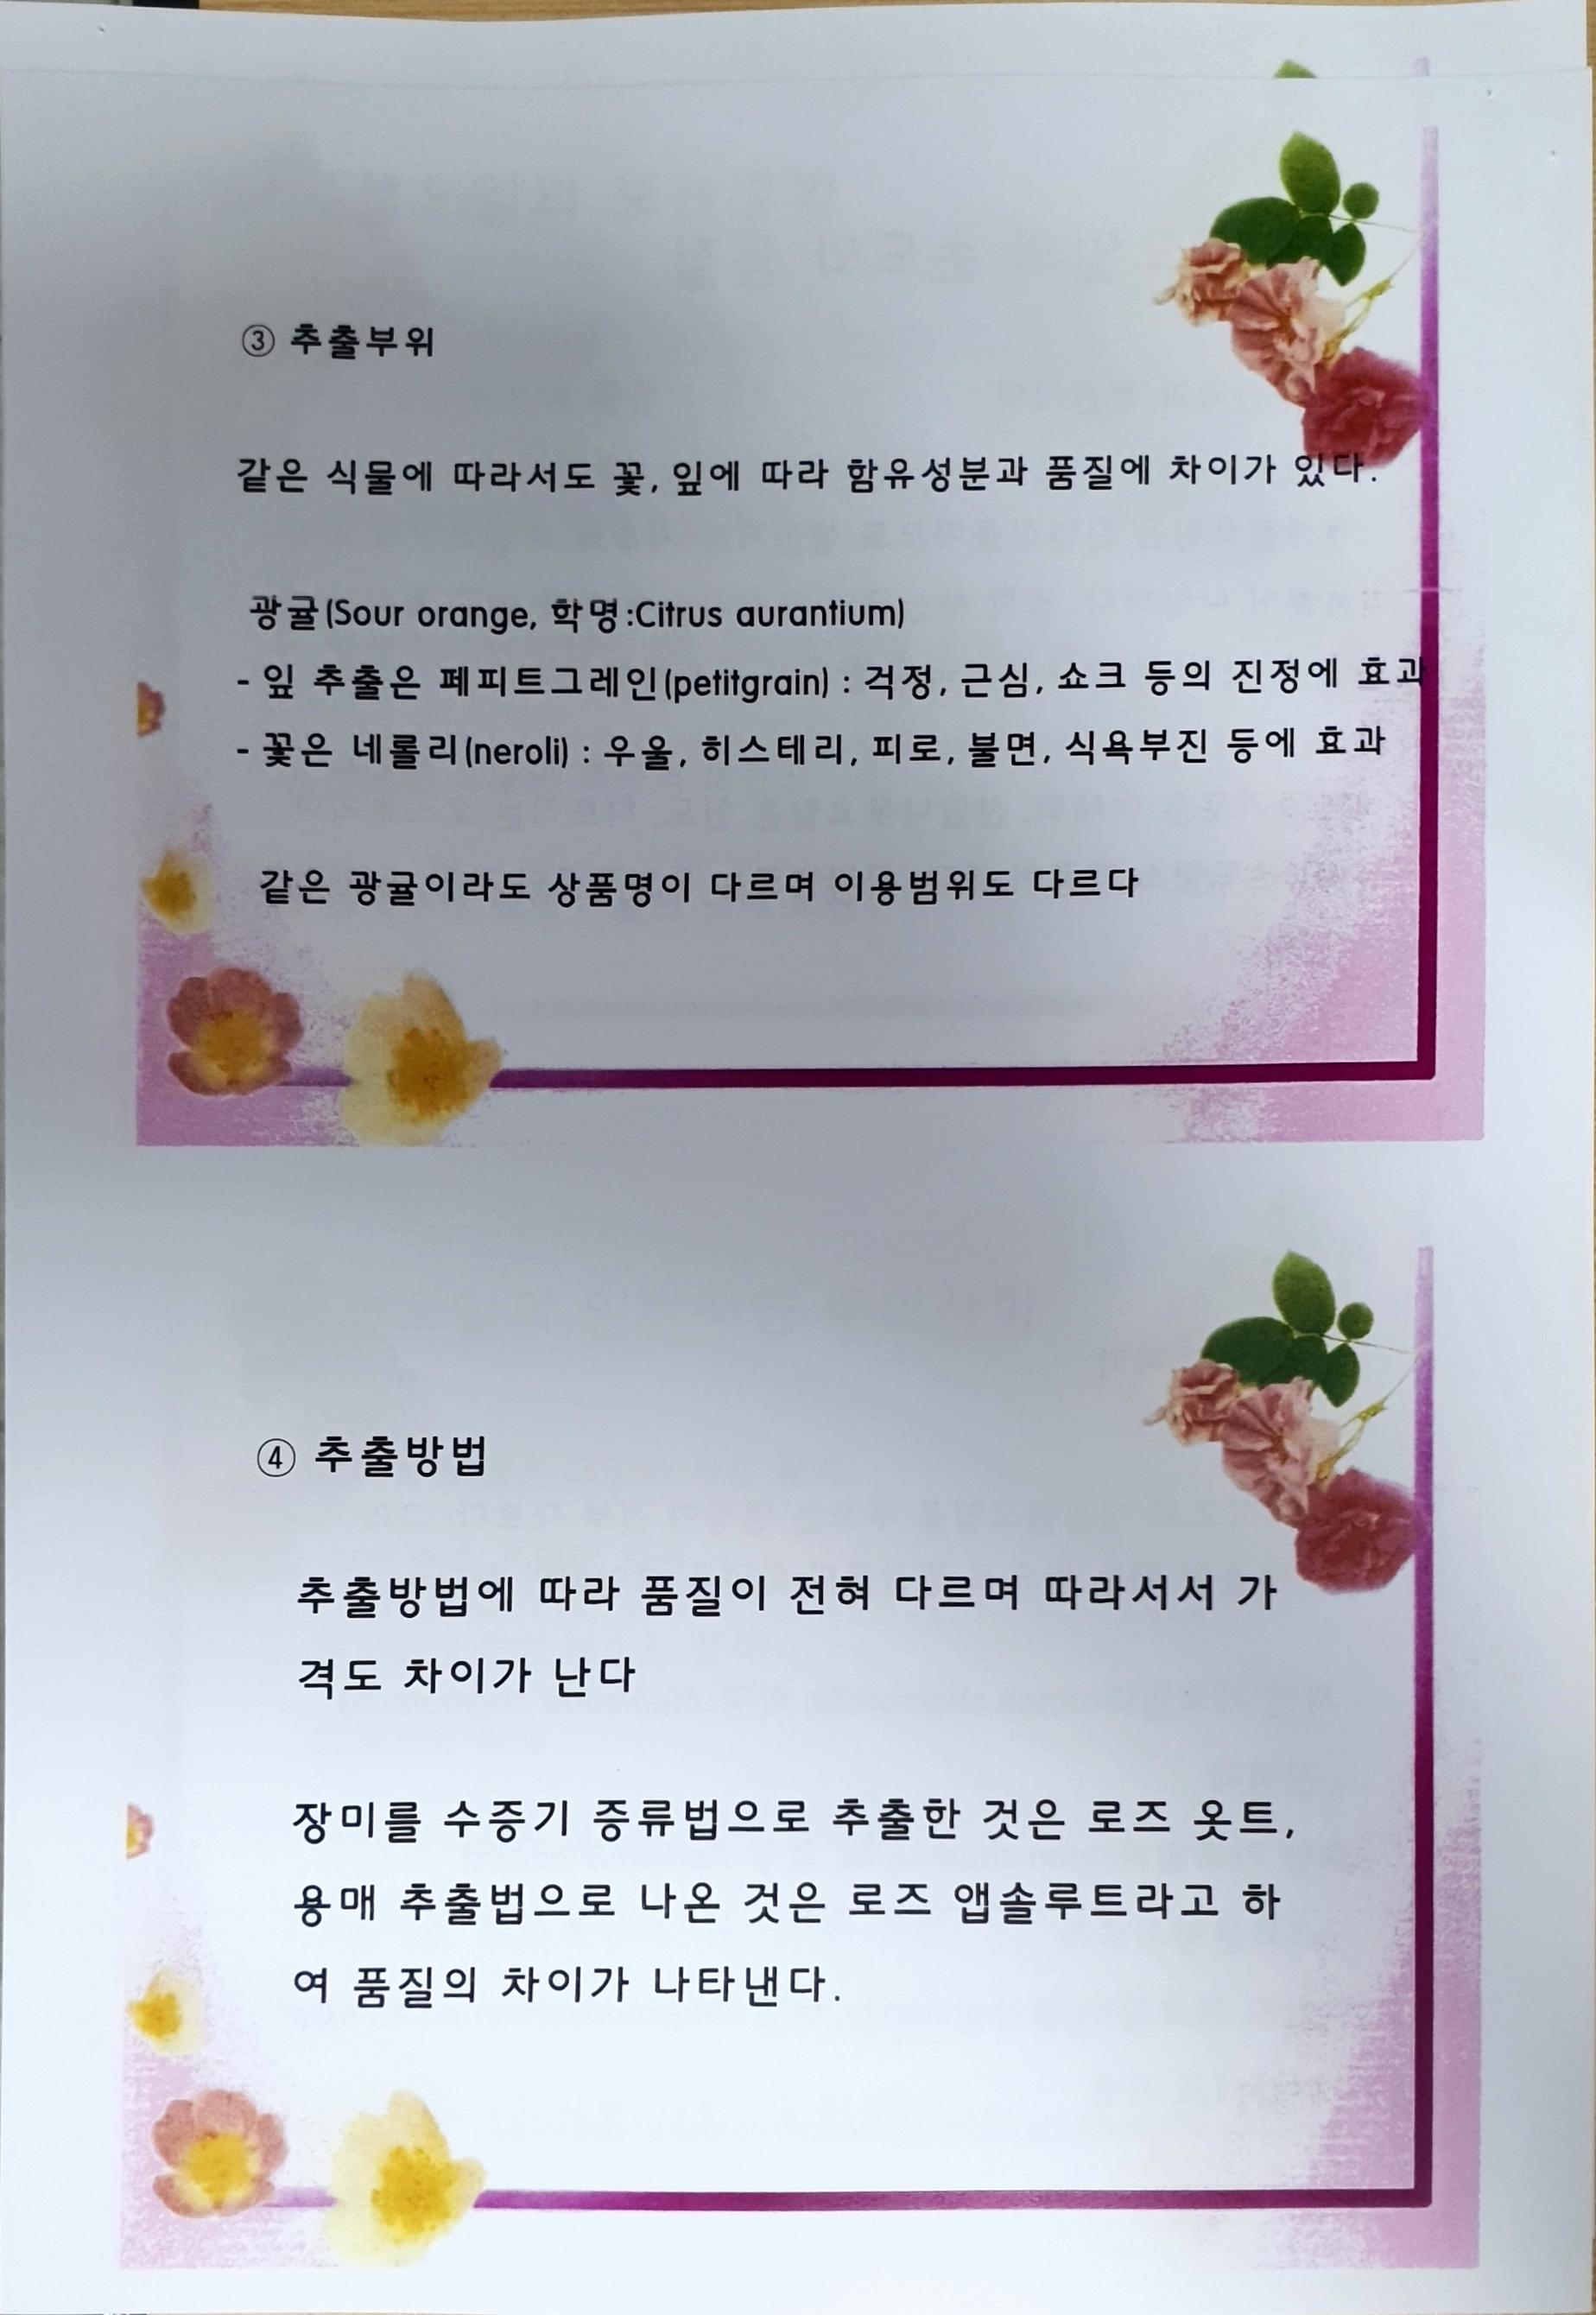 ③ 추출부위
같은 식물에 따라서도 꽃, 잎에 따라 함유성분과 품질에 차이가 있다.
광귤(Sour orange, 학명:Citrus aurantium)
- 잎 추출은 페피트그레인(petitgrain) : 걱정, 근심, 쇼크 등의 진정에 효과
- 꽃은 네롤리(neroli) : 우울, 히스테리, 피로, 불면, 식욕부진 등에 효과
같은 광귤이라도 상품명이 다르며 이용범위도 다르다
④ 추출방법
추출방법에 따라 품질이 전혀 다르며 따라서서 가
격도 차이가 난다
장미를 수증기 증류법으로 추출한 것은 로즈 옷트,
용매 추출법으로 나온 것은 로즈 앱솔루트라고 하
여 품질의 차이가 나타낸다.